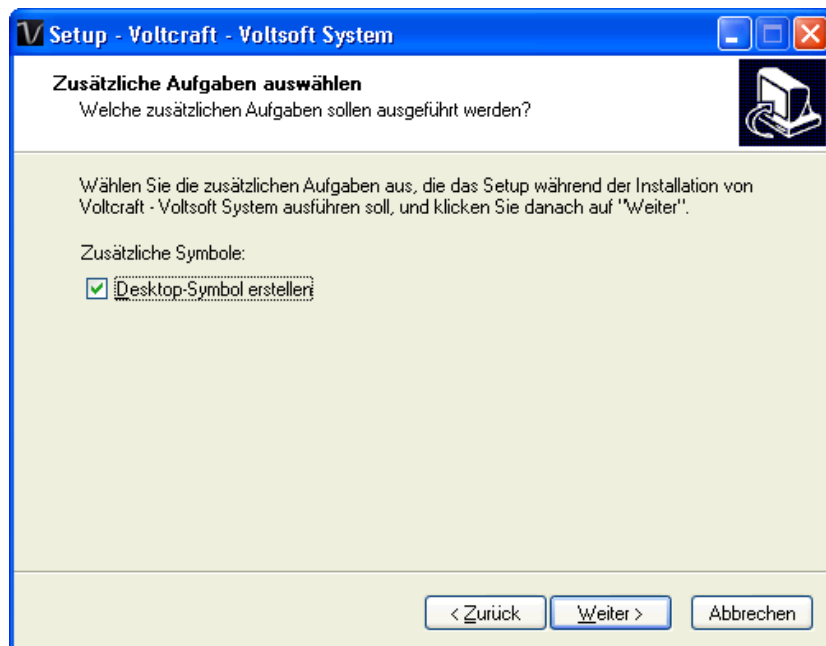 Setup - Voltcraft - Voltsoft System
Zusätzliche Aufgaben auswählen
Welche zusätzlichen Aufgaben sollen ausgeführt werden?
Wählen Sie die zusätzlichen Aufgaben aus, die das Setup während der Installation von
Voltcraft - Voltsoft System ausführen soll, und klicken Sie danach auf "Weiter".
Zusätzliche Symbole:
Desktop-Symbol erstellen
< Zurück
Weiter >
Abbrechen